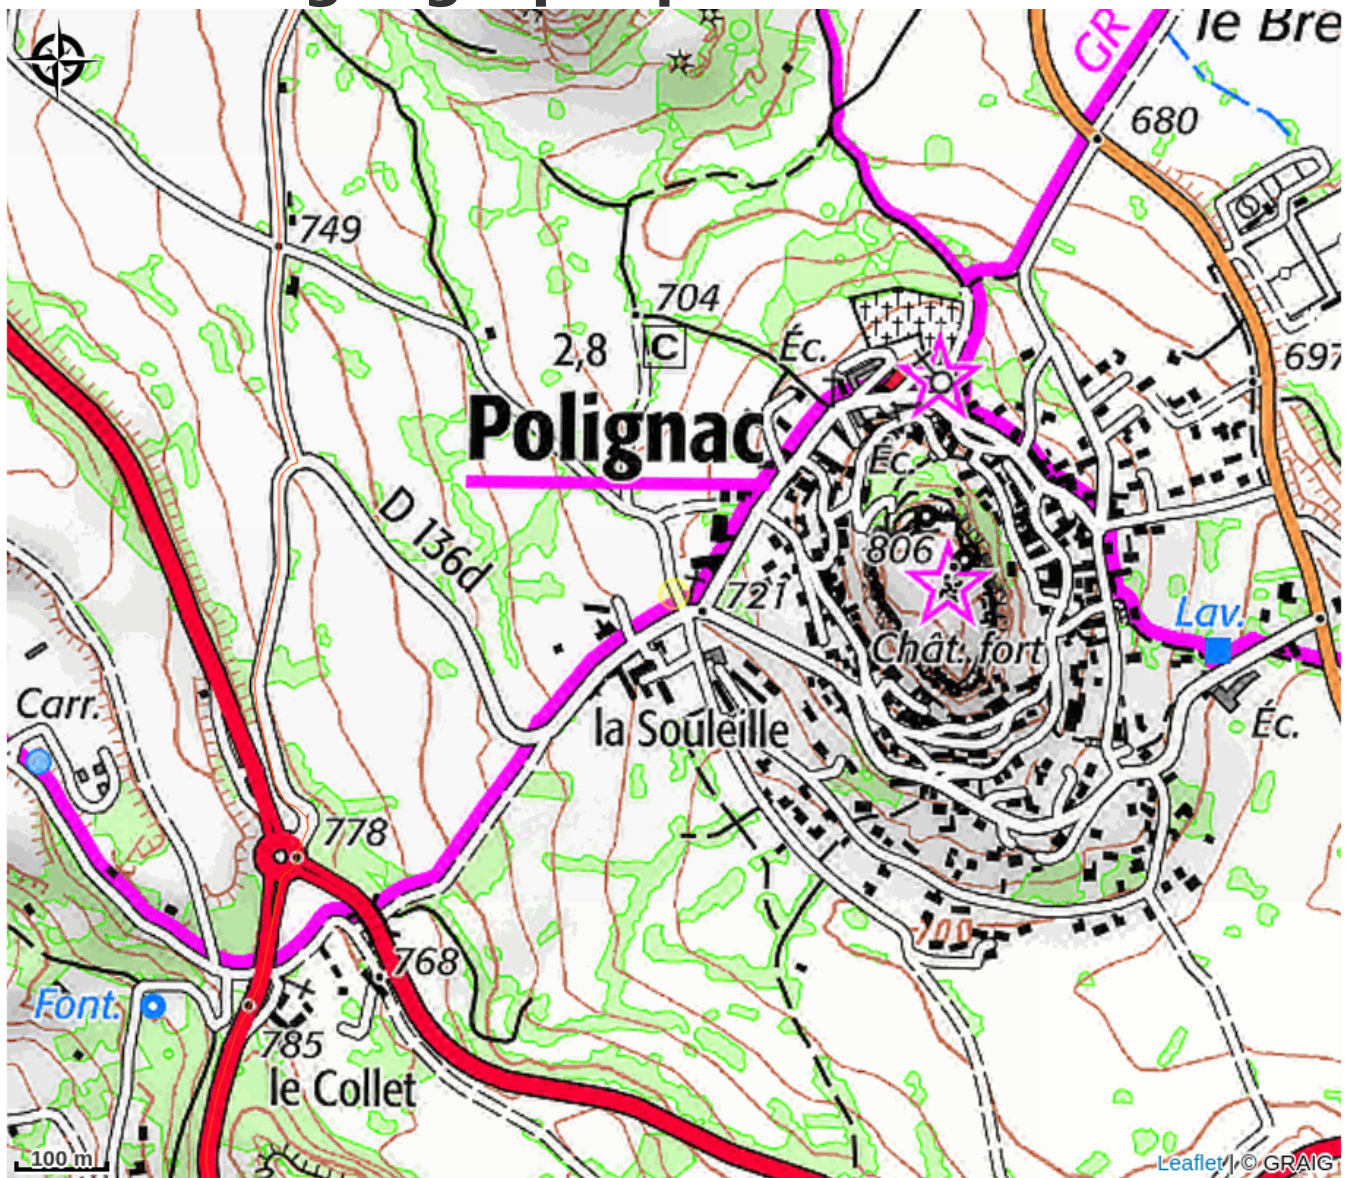 le Bre
GR
680
749
704
2,8
C
Éc.
697
Polignac
Éc.
D 136d
806
721
Lav.
Chât. fort
Carr.
la Souleille
Éc.
778
700
768
Font.
785
le Collet
100 m
Leaflet | © GRAIG